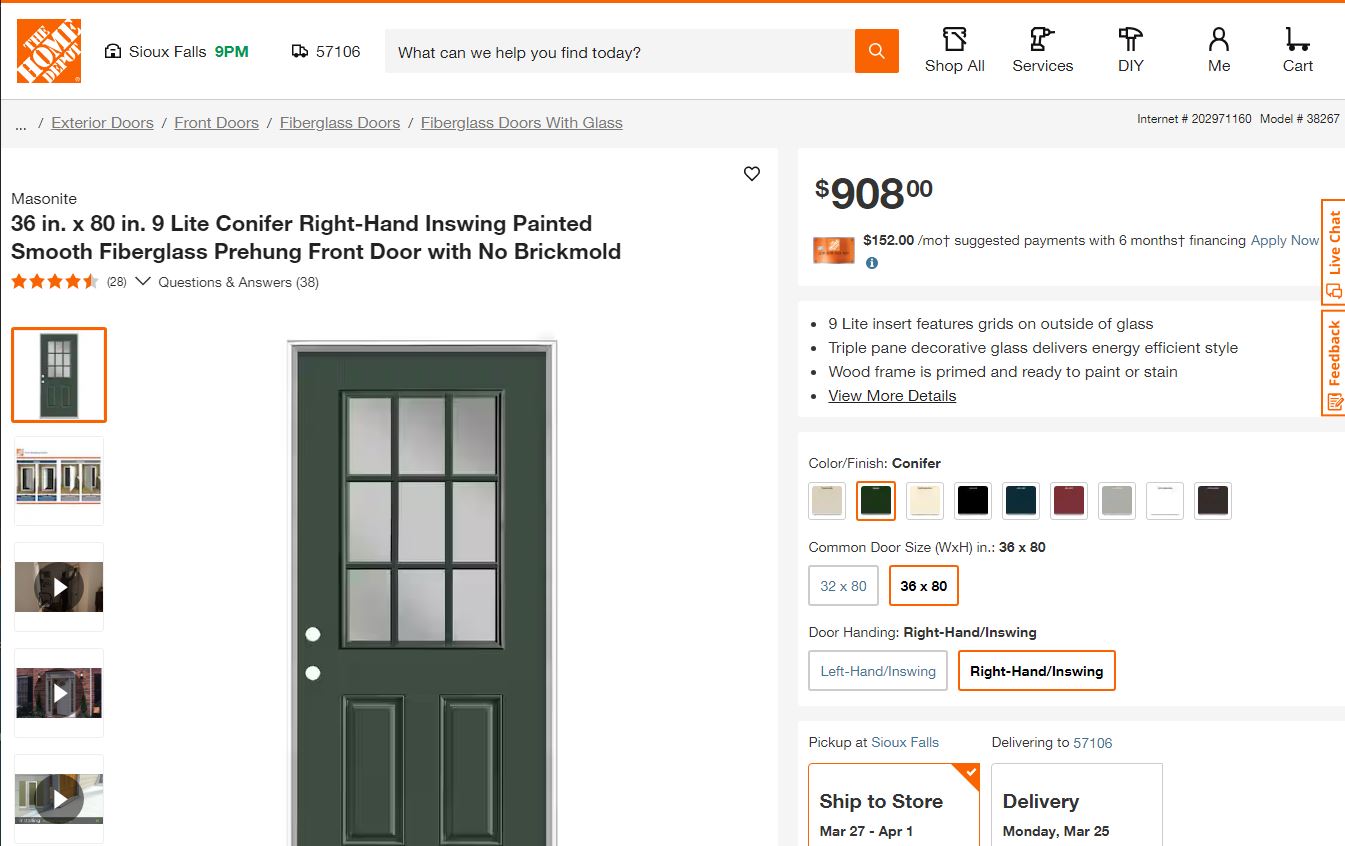 THE HOME DEPOT
Sioux Falls 9PM
57106
What can we help you find today?
Shop All
Services
DIY
Me
Cart
... / Exterior Doors / Front Doors / Fiberglass Doors / Fiberglass Doors With Glass
Internet # 202971160 Model # 38267
Masonite
36 in. x 80 in. 9 Lite Conifer Right-Hand Inswing Painted
Smooth Fiberglass Prehung Front Door with No Brickmold
(28) Questions & Answers (38)
$908 00
$152.00 /mo† suggested payments with 6 months† financing Apply Now
Live Chat
Feedback
• 9 Lite insert features grids on outside of glass
• Triple pane decorative glass delivers energy efficient style
• Wood frame is primed and ready to paint or stain
• View More Details
Color/Finish: Conifer
Common Door Size (WxH) in.: 36 x 80
32 x 80
36 x 80
Door Handing: Right-Hand/Inswing
Left-Hand/Inswing
Right-Hand/Inswing
Pickup at Sioux Falls
Delivering to 57106
Ship to Store
Mar 27 - Apr 1
Delivery
Monday, Mar 25